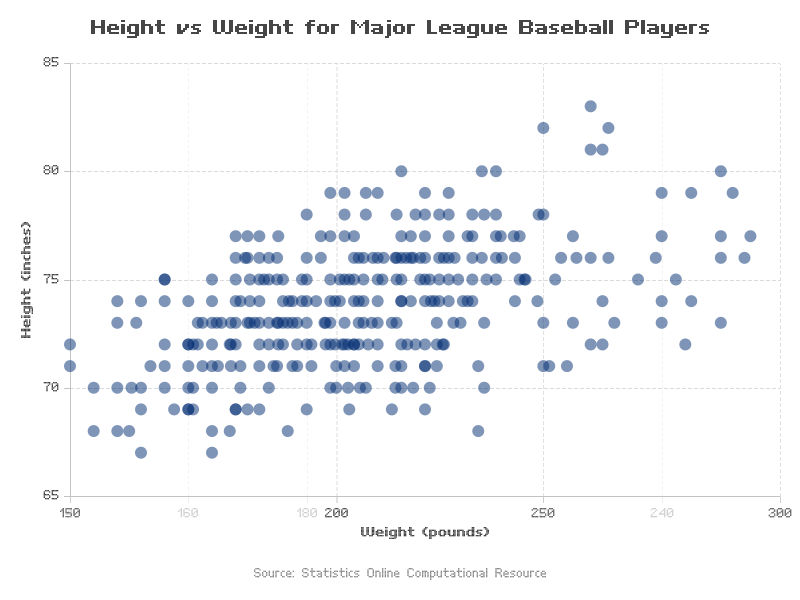 Height vs Weight for Major League Baseball Players
85
80
75
70
65
Height (inches)
150 160 180 200 250 240 300
Weight (pounds)
Source: Statistics Online Computational Resource